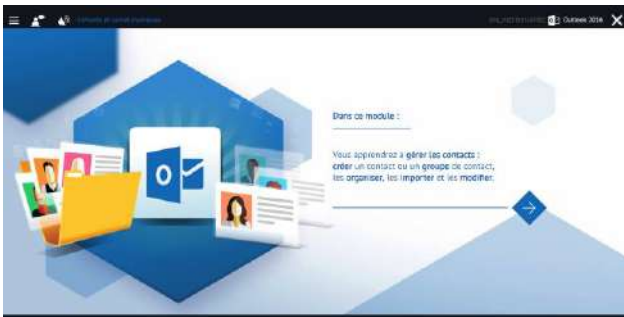 Outlook 2016
Dans ce module :
Vous apprendrez à gérer les contacts :
créer un contact ou un groupe de contact,
les organiser, les importer et les modifier.